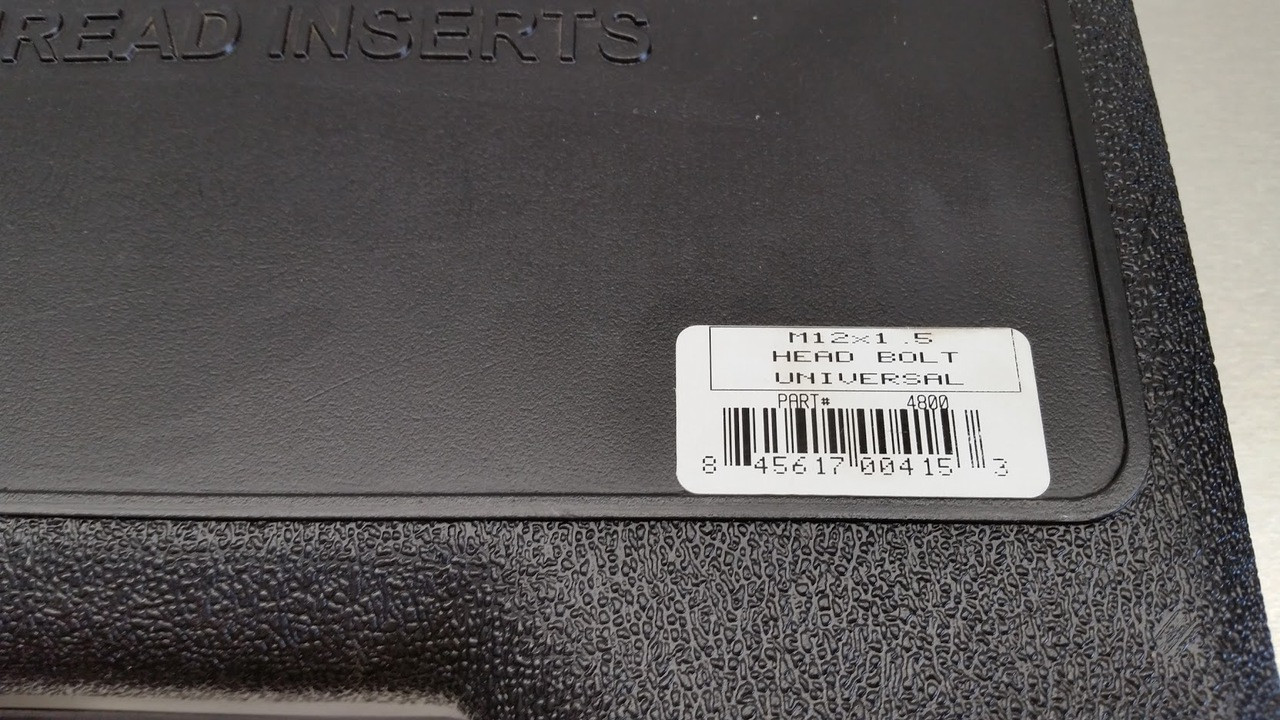 READ INSERTS
M12x1.5
HEAD BOLT
UNIVERSAL
PART# 4800
8 45617 00415 3